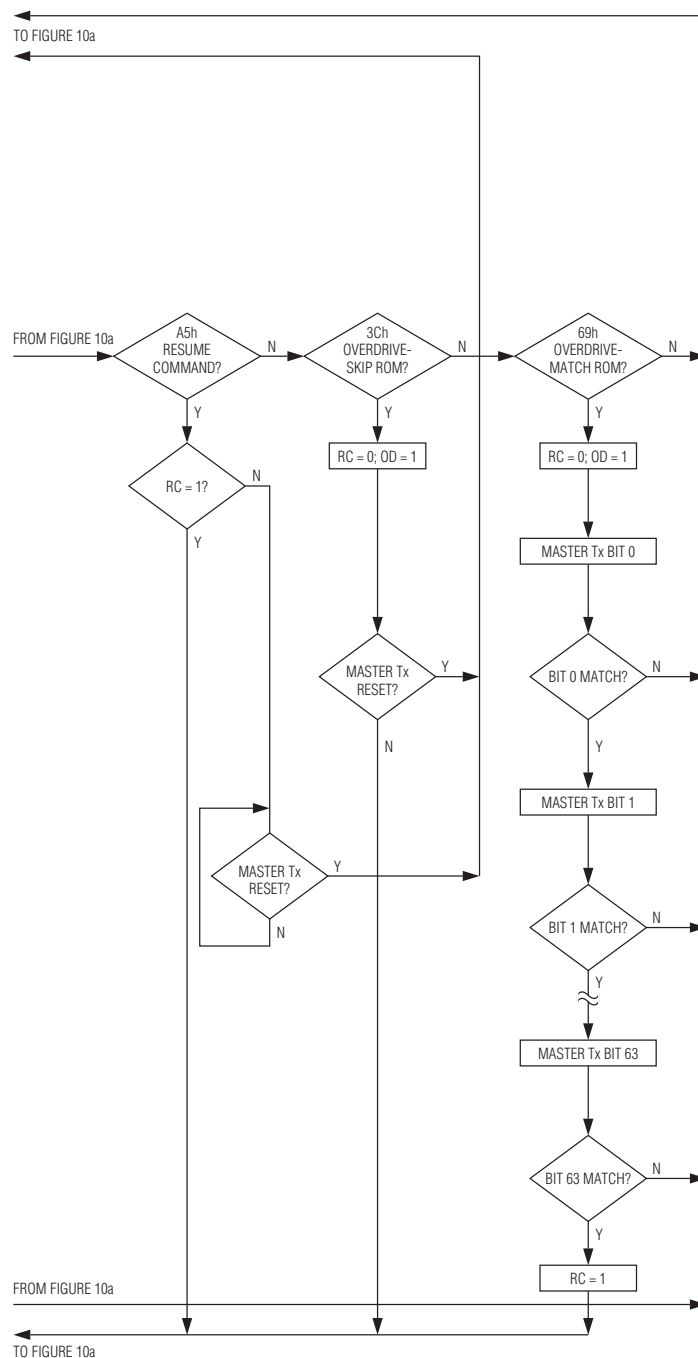 TO FIGURE 10a
FROM FIGURE 10a
A5h
RESUME
COMMAND?
N
Y
3Ch
OVERDRIVE-
SKIP ROM?
N
Y
69h
OVERDRIVE-
MATCH ROM?
N
Y
RC = 1?
N
Y
RC = 0; OD = 1
RC = 0; OD = 1
MASTER Tx BIT 0
MASTER Tx
RESET?
Y
N
BIT 0 MATCH?
N
Y
MASTER Tx BIT 1
MASTER Tx
RESET?
Y
N
BIT 1 MATCH?
N
Y
MASTER Tx BIT 63
BIT 63 MATCH?
N
Y
RC = 1
FROM FIGURE 10a
TO FIGURE 10a